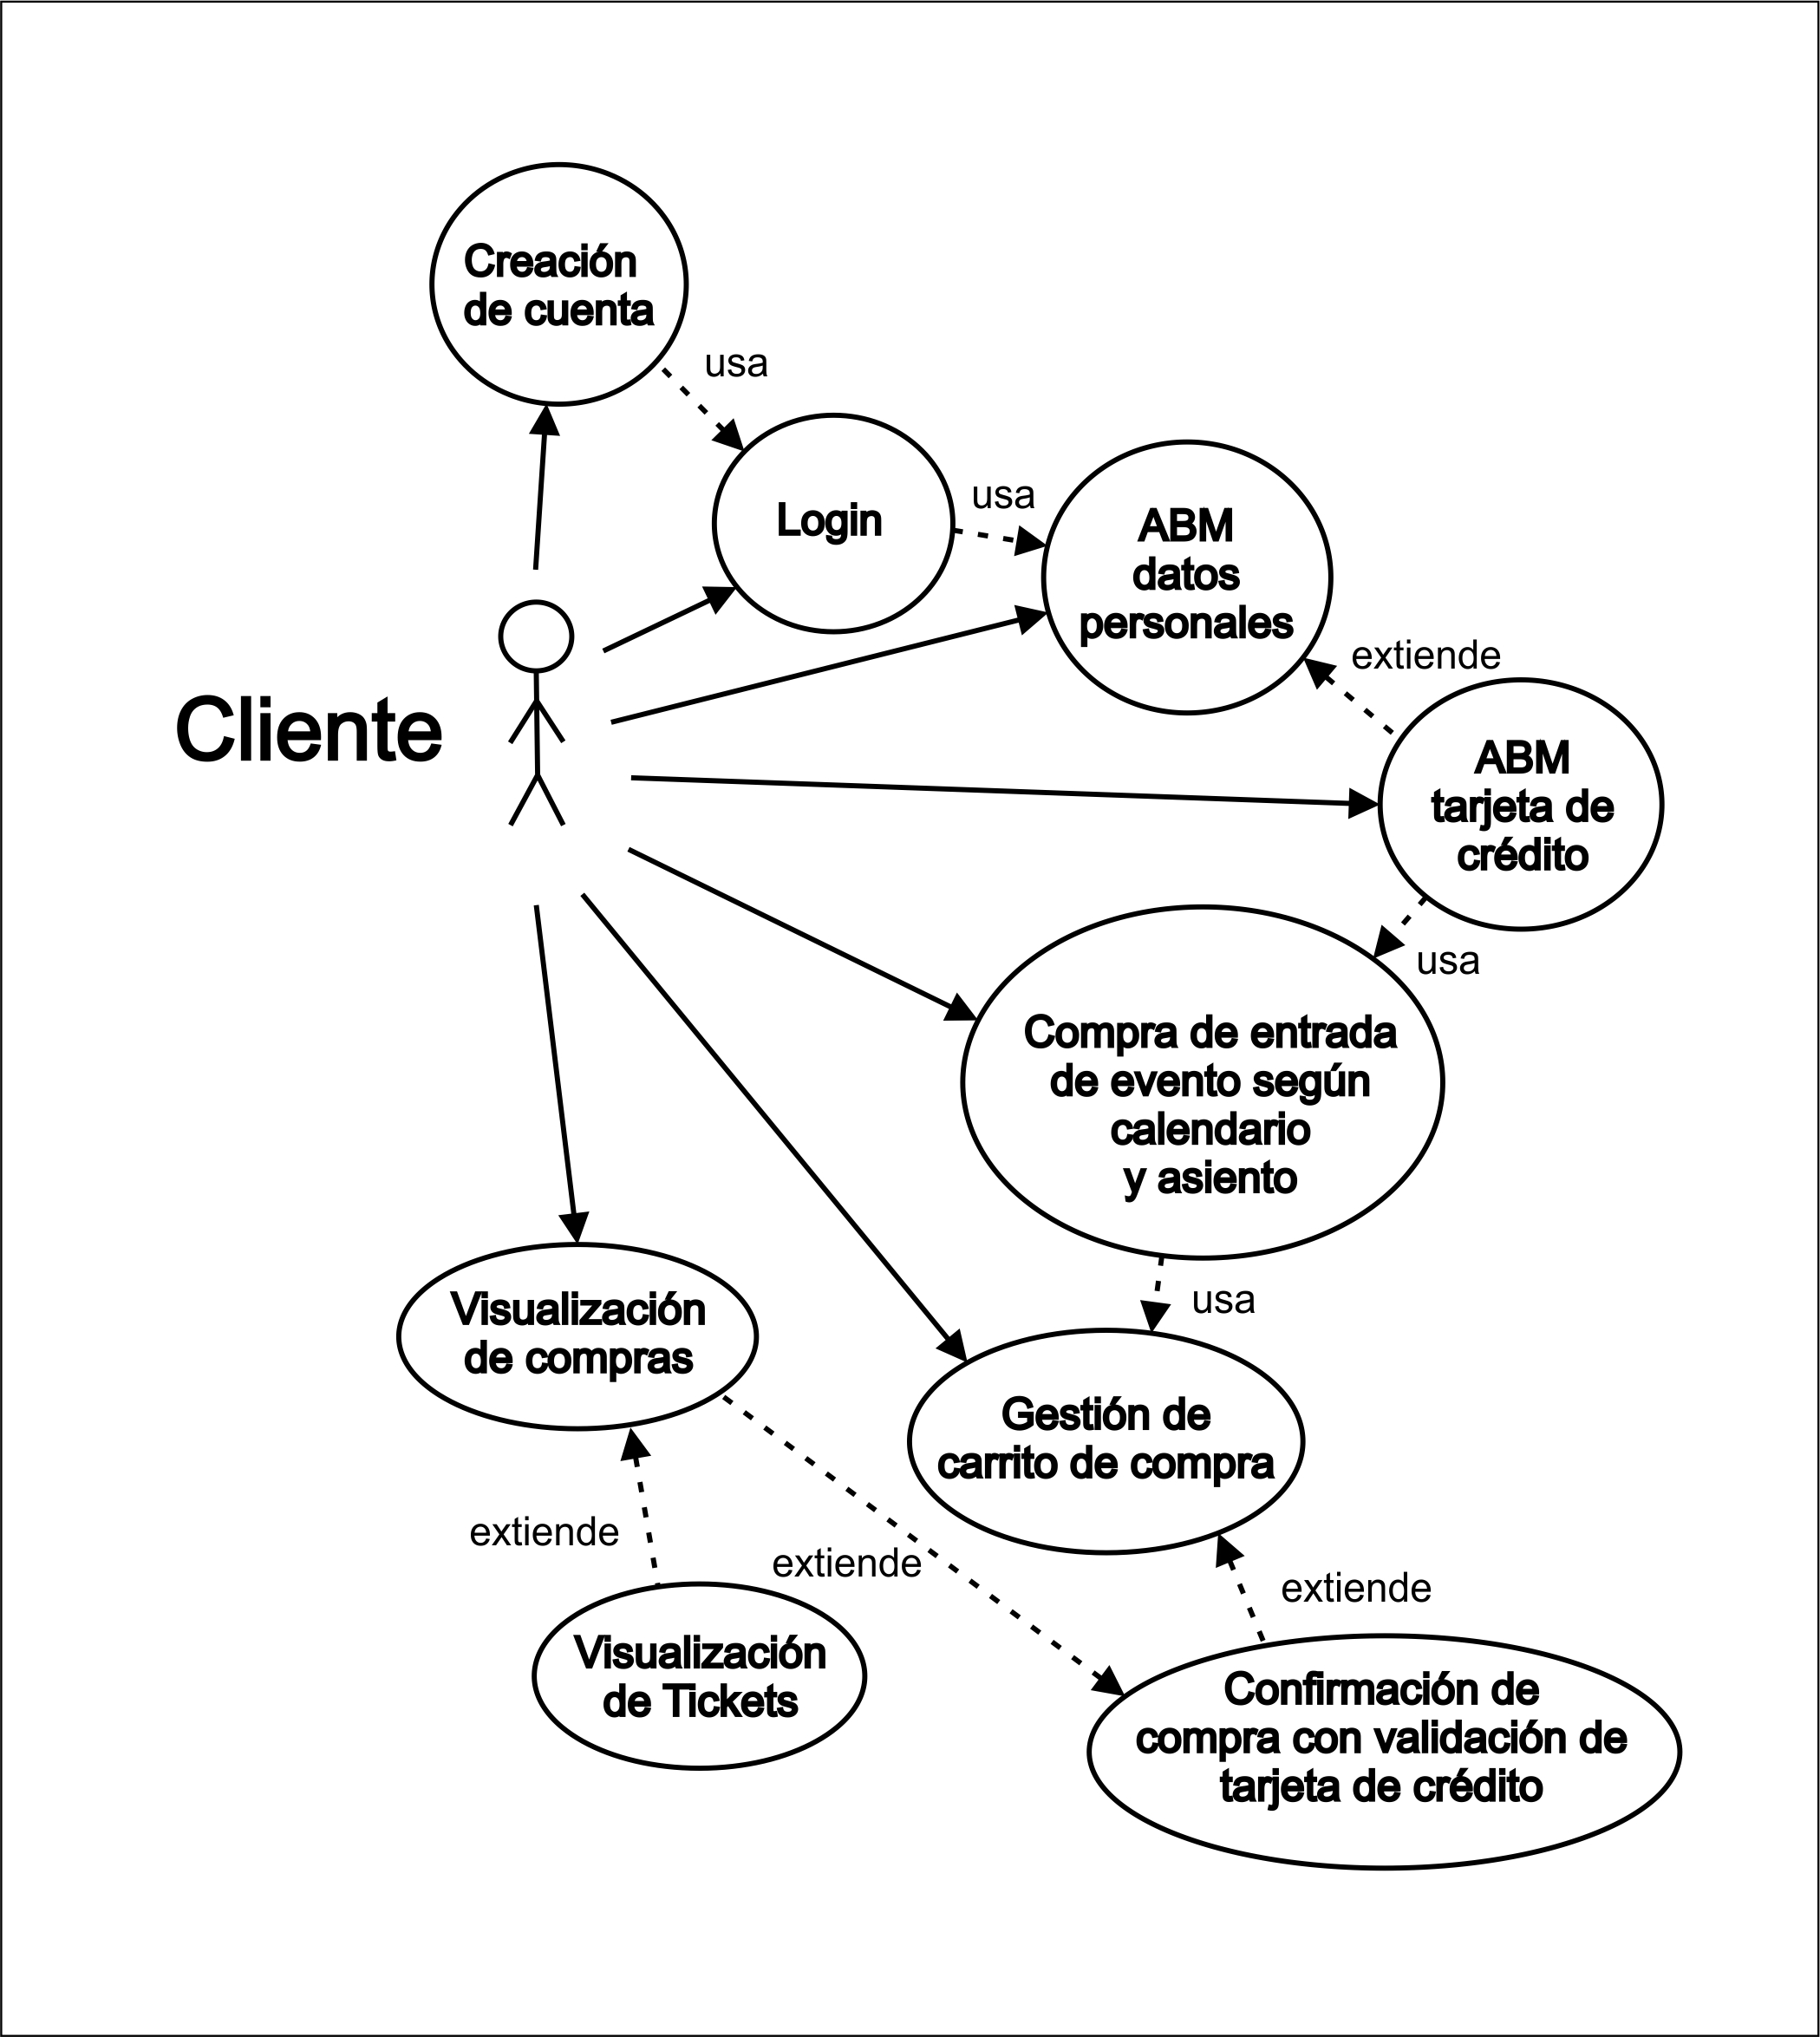 Creación
de cuenta
usa
Login
usa
ABM
datos
personales
extiende
Cliente
ABM
tarjeta de
crédito
usa
Compra de entrada
de evento según
calendario
y asiento
usa
Visualización
de compras
Gestión de
carrito de compra
extiende
extiende
extiende
Visualización
de Tickets
Confirmación de
compra con validación de
tarjeta de crédito